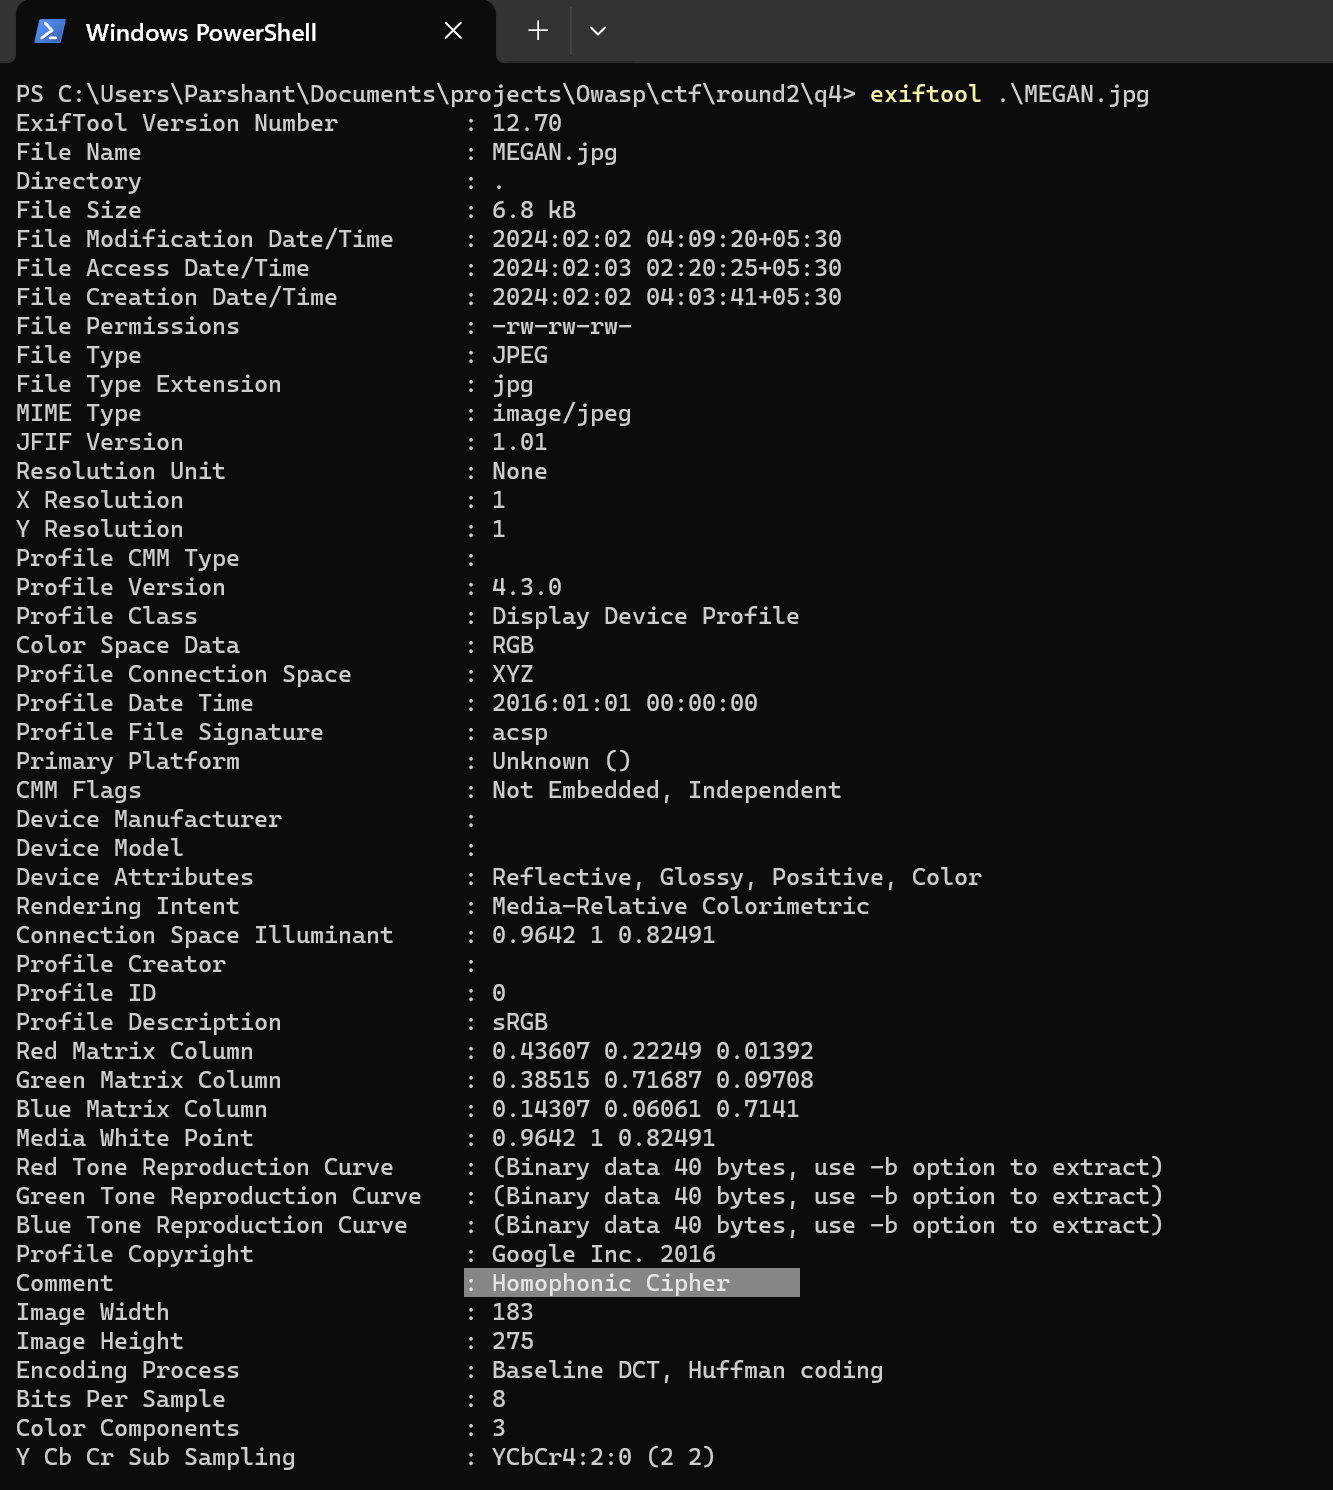 Windows PowerShell
PS C:\Users\Parshant\Documents\projects\Owasp\ctf\round2\q4> exiftool .\MEGAN.jpg
ExifTool Version Number : 12.70
File Name : MEGAN.jpg
Directory : .
File Size : 6.8 kB
File Modification Date/Time : 2024:02:02 04:09:20+05:30
File Access Date/Time : 2024:02:03 02:20:25+05:30
File Creation Date/Time : 2024:02:02 04:03:41+05:30
File Permissions : -rw-rw-rw-
File Type : JPEG
File Type Extension : jpg
MIME Type : image/jpeg
JFIF Version : 1.01
Resolution Unit : None
X Resolution : 1
Y Resolution : 1
Profile CMM Type :
Profile Version : 4.3.0
Profile Class : Display Device Profile
Color Space Data : RGB
Profile Connection Space : XYZ
Profile Date Time : 2016:01:01 00:00:00
Profile File Signature : acsp
Primary Platform : Unknown ()
CMM Flags : Not Embedded, Independent
Device Manufacturer :
Device Model :
Device Attributes : Reflective, Glossy, Positive, Color
Rendering Intent : Media-Relative Colorimetric
Connection Space Illuminant : 0.9642 1 0.82491
Profile Creator :
Profile ID : 0
Profile Description : sRGB
Red Matrix Column : 0.43607 0.22249 0.01392
Green Matrix Column : 0.38515 0.71687 0.09708
Blue Matrix Column : 0.14307 0.06061 0.7141
Media White Point : 0.9642 1 0.82491
Red Tone Reproduction Curve : (Binary data 40 bytes, use -b option to extract)
Green Tone Reproduction Curve : (Binary data 40 bytes, use -b option to extract)
Blue Tone Reproduction Curve : (Binary data 40 bytes, use -b option to extract)
Profile Copyright : Google Inc. 2016
Comment : Homophonic Cipher
Image Width : 183
Image Height : 275
Encoding Process : Baseline DCT, Huffman coding
Bits Per Sample : 8
Color Components : 3
Y Cb Cr Sub Sampling : YCbCr4:2:0 (2 2)